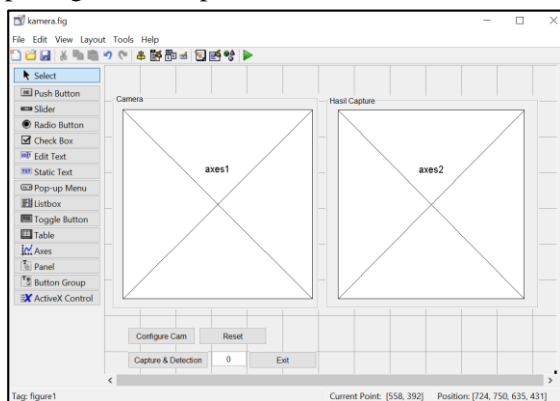 kamera.fig
File Edit View Layout Tools Help
Select
Push Button
Slider
Radio Button
Check Box
Edit Text
Static Text
Pop-up Menu
Listbox
Toggle Button
Table
Axes
Panel
Button Group
ActiveX Control
Camera
axes1
Hasil Capture
axes2
Configure Cam Reset
Capture & Detection 0 Exit
Tag: figure1 Current Point: [558, 392] Position: [724, 750, 635, 431]